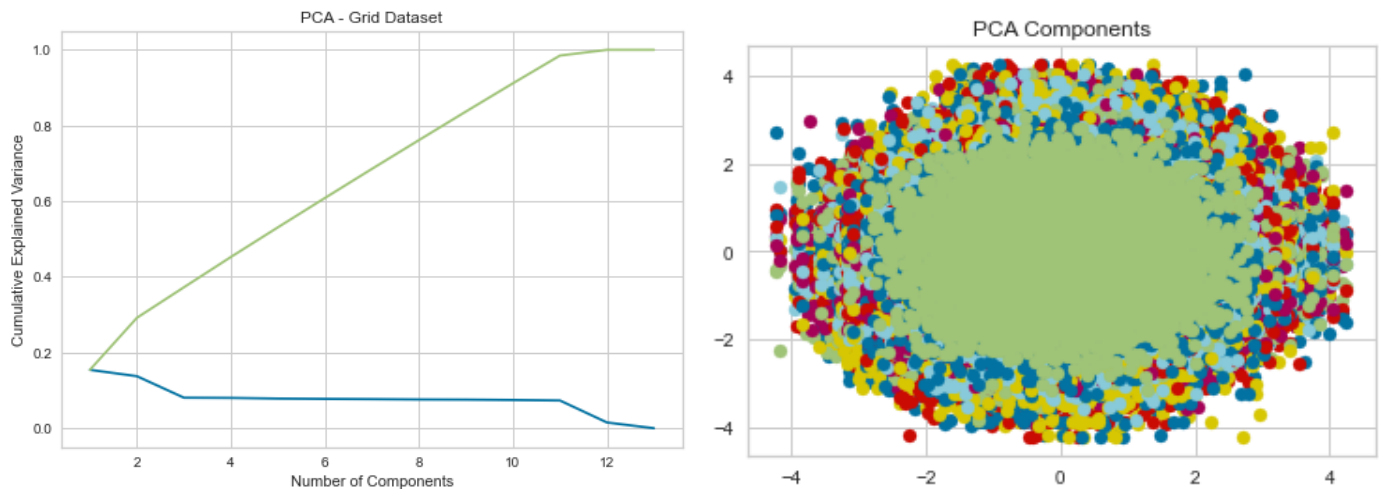 PCA - Grid Dataset
1.0
0.8
0.6
0.4
0.2
0.0
Cumulative Explained Variance
2 4 6 8 10 12
Number of Components
PCA Components
4
2
0
−2
−4
−4 −2 0 2 4